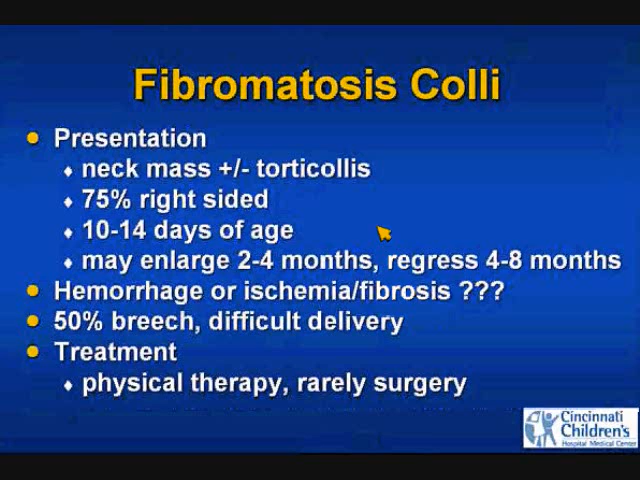 Fibromatosis Colli
Presentation
neck mass +/- torticollis
75% right sided
10-14 days of age
may enlarge 2-4 months, regress 4-8 months
Hemorrhage or ischemia/fibrosis ???
50% breech, difficult delivery
Treatment
physical therapy, rarely surgery
Cincinnati
Children's
Hospital Medical Center